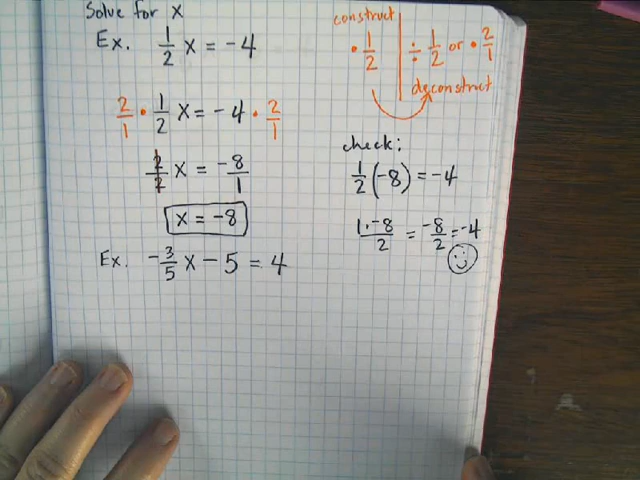 Solve for x
Ex. 1/2 x = -4
2/1 • 1/2 x = -4 • 2/1
2/2 x = -8/1
x = -8
Ex. -3/5 x - 5 = 4
construct
• 1/2 | ÷ 1/2 or • 2/1
deconstruct
check:
1/2 (-8) = -4
1•-8/2 = -8/2 = -4